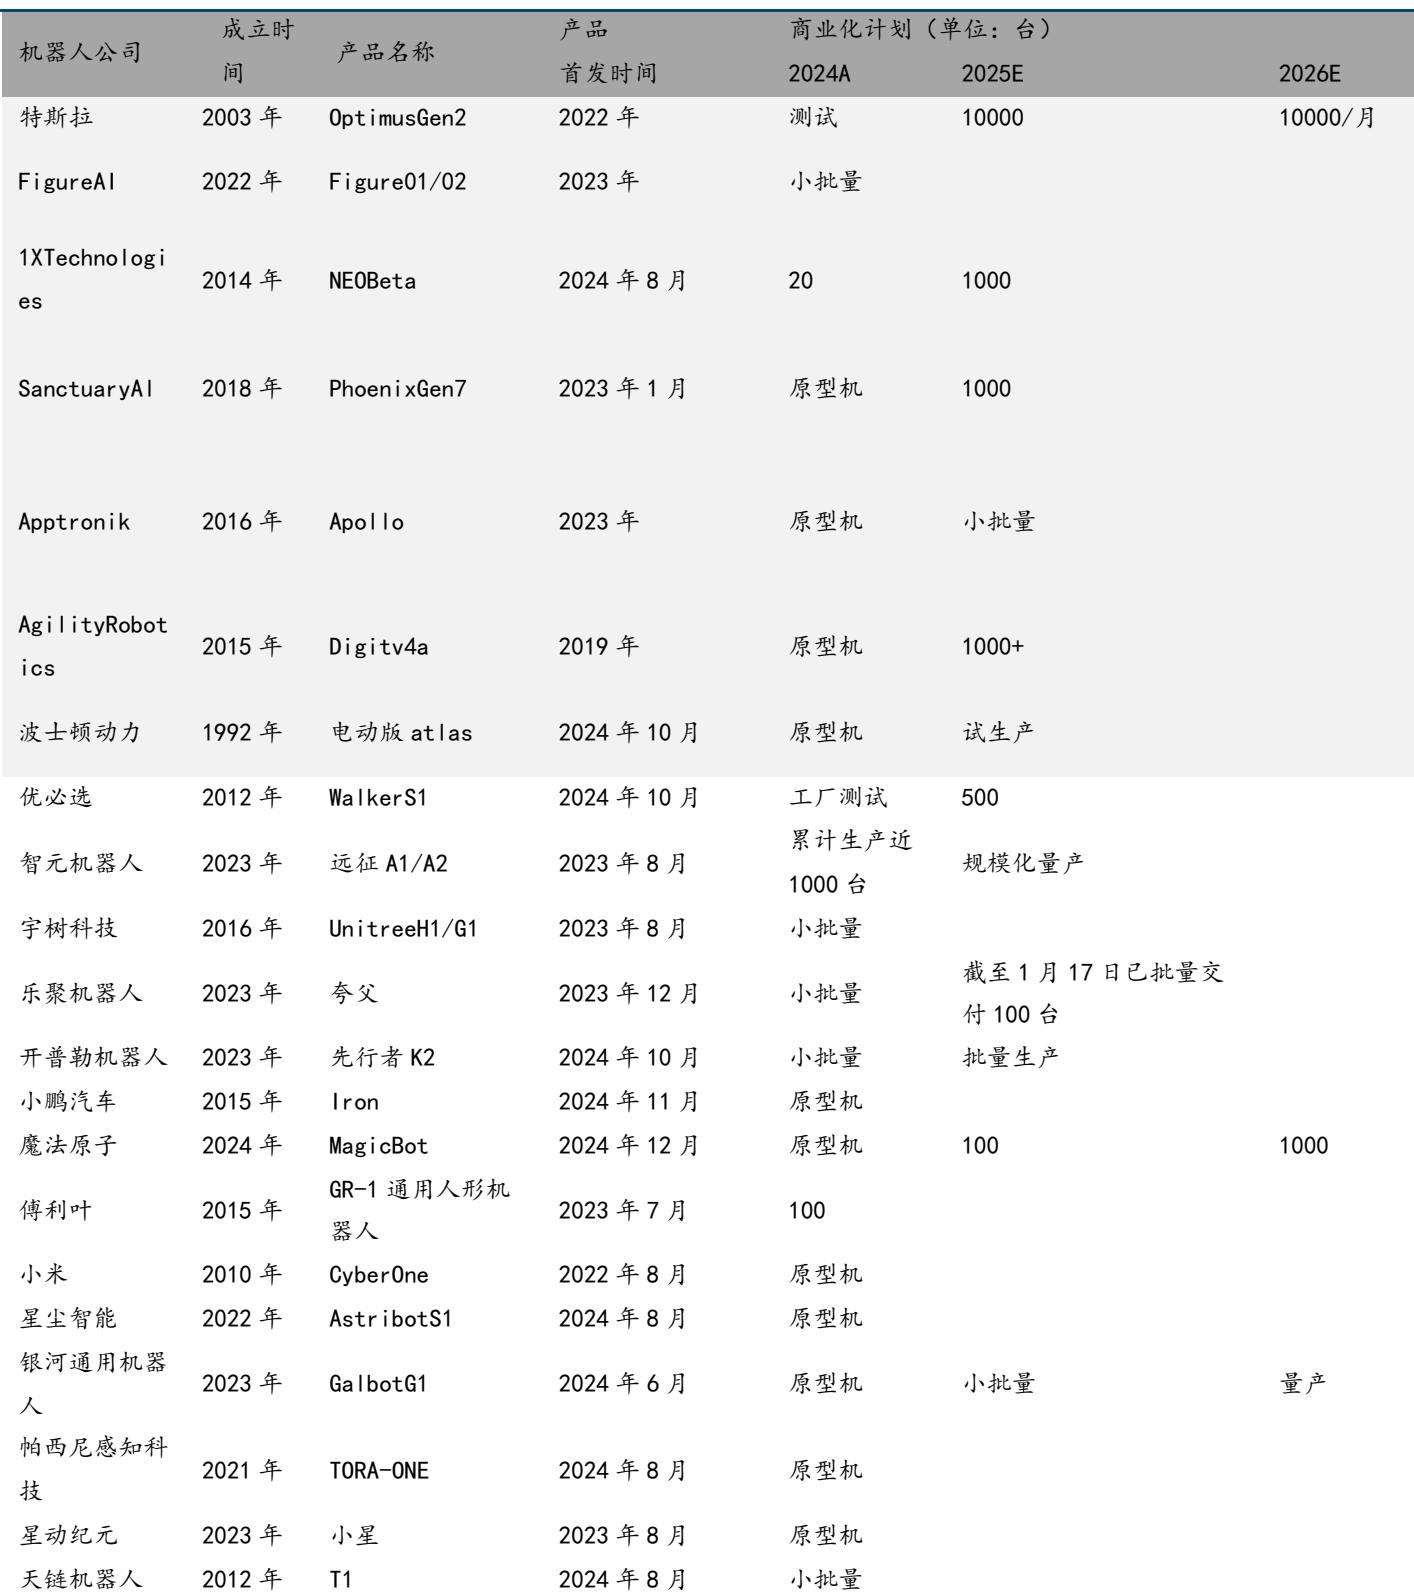 机器人公司 成立时间 产品名称 产品首发时间 商业化计划（单位：台）
2024A 2025E 2026E
特斯拉 2003 年 OptimusGen2 2022 年 测试 10000 10000/月
FigureAI 2022 年 Figure01/02 2023 年 小批量
1XTechnologies 2014 年 NEOBeta 2024 年 8 月 20 1000
SanctuaryAI 2018 年 PhoenixGen7 2023 年 1 月 原型机 1000
Apptronik 2016 年 Apollo 2023 年 原型机 小批量
AgilityRobotics 2015 年 Digitv4a 2019 年 原型机 1000+
波士顿动力 1992 年 电动版 atlas 2024 年 10 月 原型机 试生产
优必选 2012 年 WalkerS1 2024 年 10 月 工厂测试 500
智元机器人 2023 年 远征 A1/A2 2023 年 8 月 累计生产近 1000 台 规模化量产
宇树科技 2016 年 UnitreeH1/G1 2023 年 8 月 小批量
乐聚机器人 2023 年 夸父 2023 年 12 月 小批量 截至 1 月 17 日已批量交付 100 台
开普勒机器人 2023 年 先行者 K2 2024 年 10 月 小批量 批量生产
小鹏汽车 2015 年 Iron 2024 年 11 月 原型机
魔法原子 2024 年 MagicBot 2024 年 12 月 原型机 100 1000
傅利叶 2015 年 GR-1 通用人形机器人 2023 年 7 月 100
小米 2010 年 CyberOne 2022 年 8 月 原型机
星尘智能 2022 年 AstribotS1 2024 年 8 月 原型机
银河通用机器人 2023 年 GalbotG1 2024 年 6 月 原型机 小批量 量产
帕西尼感知科技 2021 年 TORA-ONE 2024 年 8 月 原型机
星动纪元 2023 年 小星 2023 年 8 月 原型机
天链机器人 2012 年 T1 2024 年 8 月 小批量